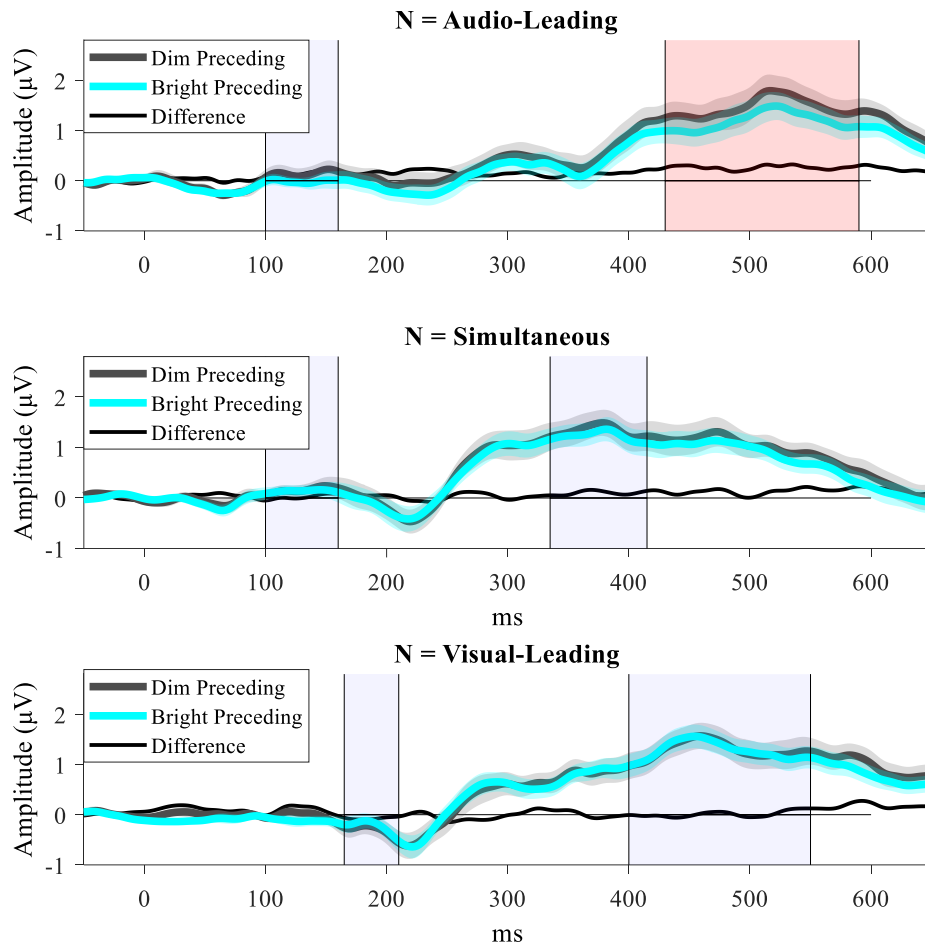 N = Audio-Leading
Amplitude (µV)
2
1
0
-1
Dim Preceding
Bright Preceding
Difference
0 100 200 300 400 500 600
N = Simultaneous
Amplitude (µV)
2
1
0
-1
Dim Preceding
Bright Preceding
Difference
0 100 200 300 400 500 600
ms
N = Visual-Leading
Amplitude (µV)
2
1
0
-1
Dim Preceding
Bright Preceding
Difference
0 100 200 300 400 500 600
ms